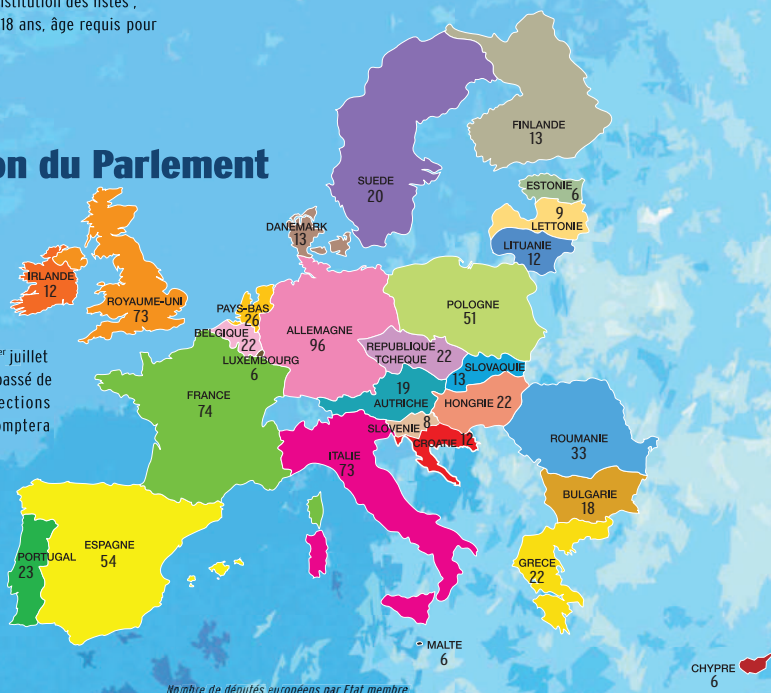 nstitution des listes ;
18 ans, âge requis pour
on du Parlement
FINLANDE
13
SUEDE
20
ESTONIE 6
9
LETTONIE
DANEMARK
13
LITUANIE
12
IRLANDE
12
ROYAUME-UNI
73
PAYS-BAS
26
POLOGNE
51
ALLEMAGNE
96
BELGIQUE
22
REPUBLIQUE
TCHEQUE 22
LUXEMBOURG
6
SLOVAQUIE
13
er juillet
passé de
ections
omptera
FRANCE
74
19
AUTRICHE
HONGRIE 22
SLOVENIE 8
CROATIE 12
ITALIE
73
ROUMANIE
33
BULGARIE
18
ESPAGNE
54
PORTUGAL
23
GRECE
22
MALTE
6
CHYPRE
6
Nombre de députés européens par Etat membre